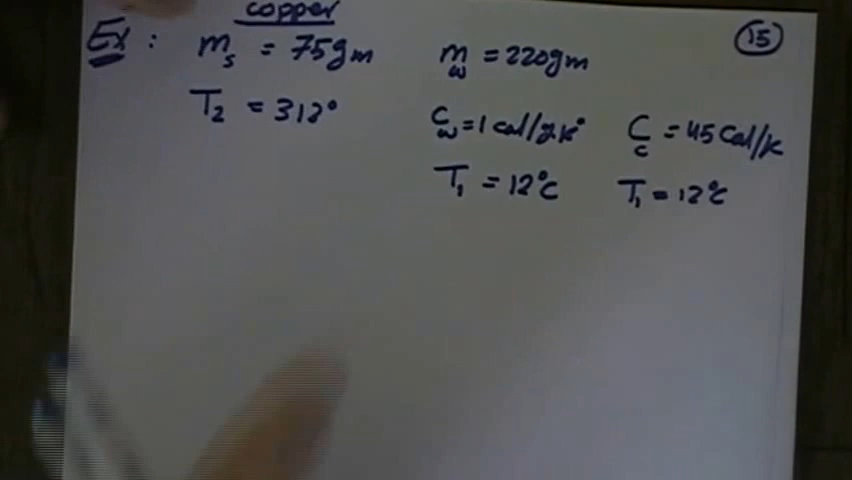 copper
Ex : m_s = 75gm m_w = 220gm 15
T_2 = 312°
c_w = 1 cal/g.k° C_c = 45 Cal/k
T_1 = 12°C T_1 = 12°C